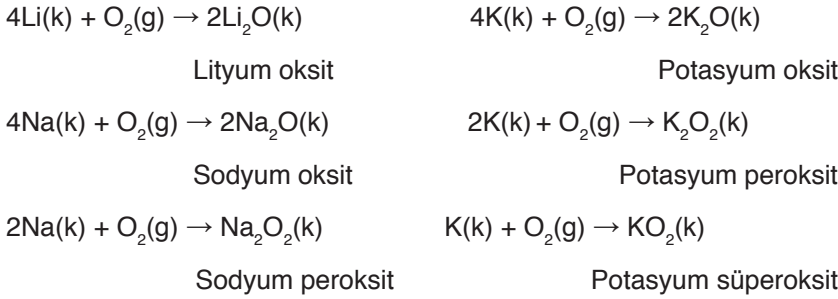 4Li(k) + O₂(g) → 2Li₂O(k) 4K(k) + O₂(g) → 2K₂O(k)
Lityum oksit Potasyum oksit
4Na(k) + O₂(g) → 2Na₂O(k) 2K(k) + O₂(g) → K₂O₂(k)
Sodyum oksit Potasyum peroksit
2Na(k) + O₂(g) → Na₂O₂(k) K(k) + O₂(g) → KO₂(k)
Sodyum peroksit Potasyum süperoksit